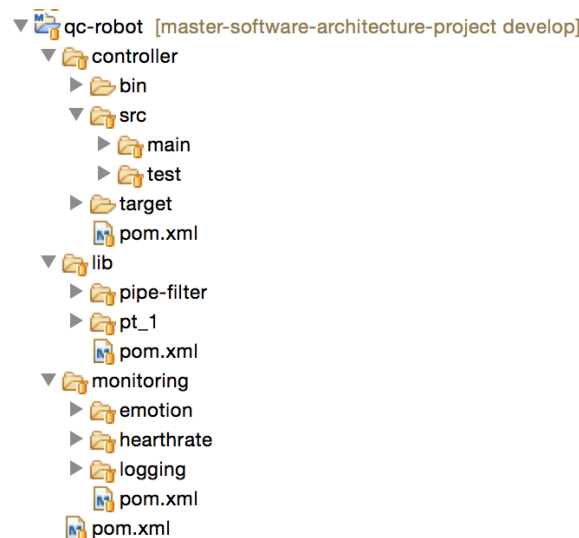 qc-robot [master-software-architecture-project develop]
controller
bin
src
main
test
target
pom.xml
lib
pipe-filter
pt_1
pom.xml
monitoring
emotion
hearthrate
logging
pom.xml
pom.xml